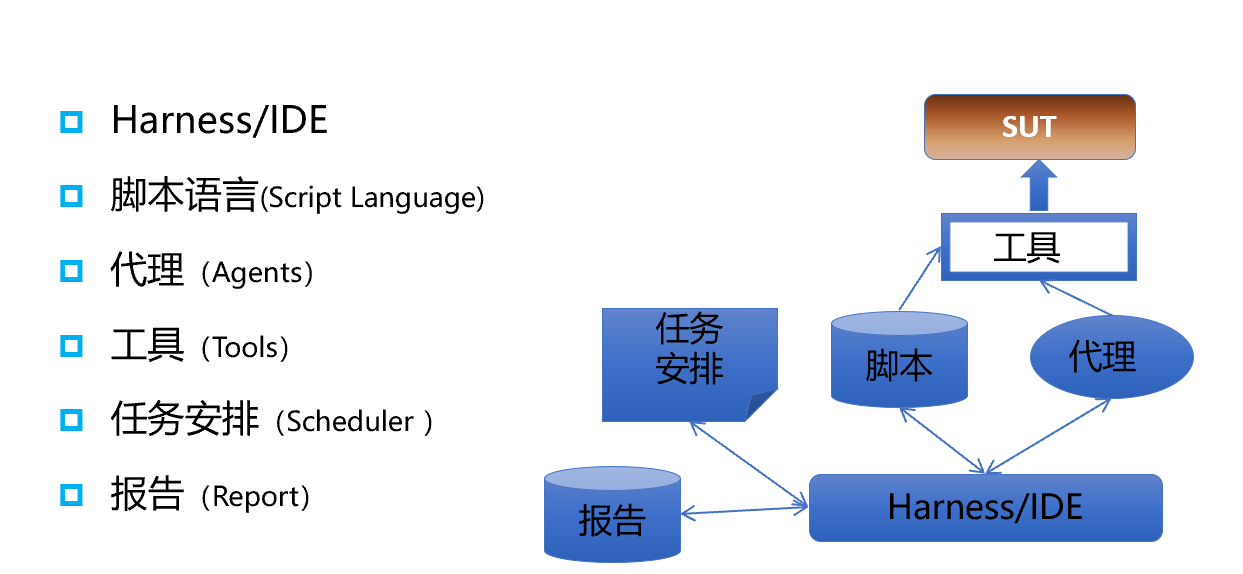 Harness/IDE
脚本语言(Script Language)
代理（Agents）
工具（Tools）
任务安排（Scheduler ）
报告（Report）
SUT
工具
任务
安排
脚本
代理
报告
Harness/IDE